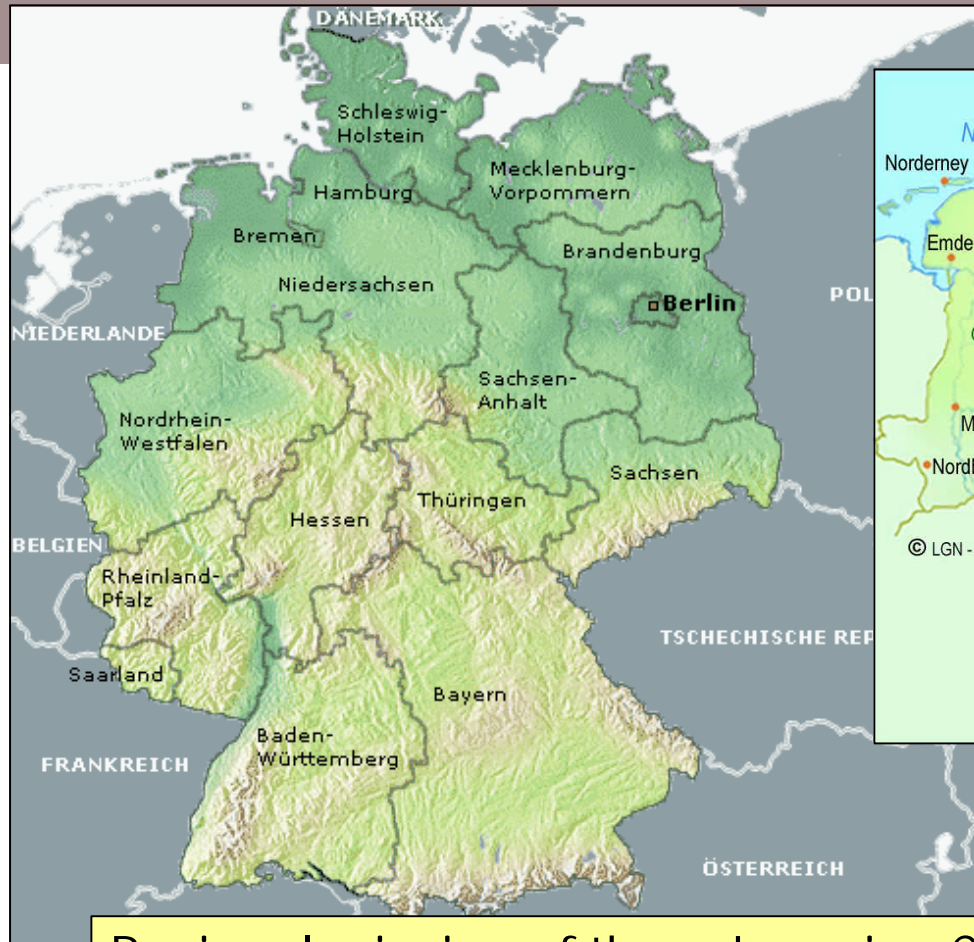 DÄNEMARK
Schleswig-
Holstein
Mecklenburg-
Vorpommern
Hamburg
Bremen
Brandenburg
Niedersachsen
Berlin
NIEDERLANDE
Sachsen-
Anhalt
Nordrhein-
Westfalen
Sachsen
Thüringen
Hessen
BELGIEN
Rheinland-
Pfalz
Saarland
Bayern
Baden-
Württemberg
FRANKREICH
ÖSTERREICH
TSCHECHISCHE REP
POL
N
Norderney
Emde
M
© LGN -